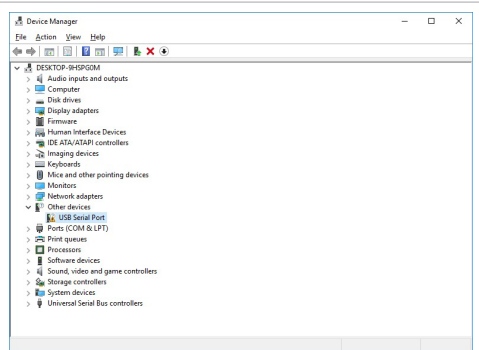 Device Manager
File Action View Help
DESKTOP-9HSPG0M
Audio inputs and outputs
Computer
Disk drives
Display adapters
Firmware
Human Interface Devices
IDE ATA/ATAPI controllers
Imaging devices
Keyboards
Mice and other pointing devices
Monitors
Network adapters
Other devices
USB Serial Port
Ports (COM & LPT)
Print queues
Processors
Software devices
Sound, video and game controllers
Storage controllers
System devices
Universal Serial Bus controllers